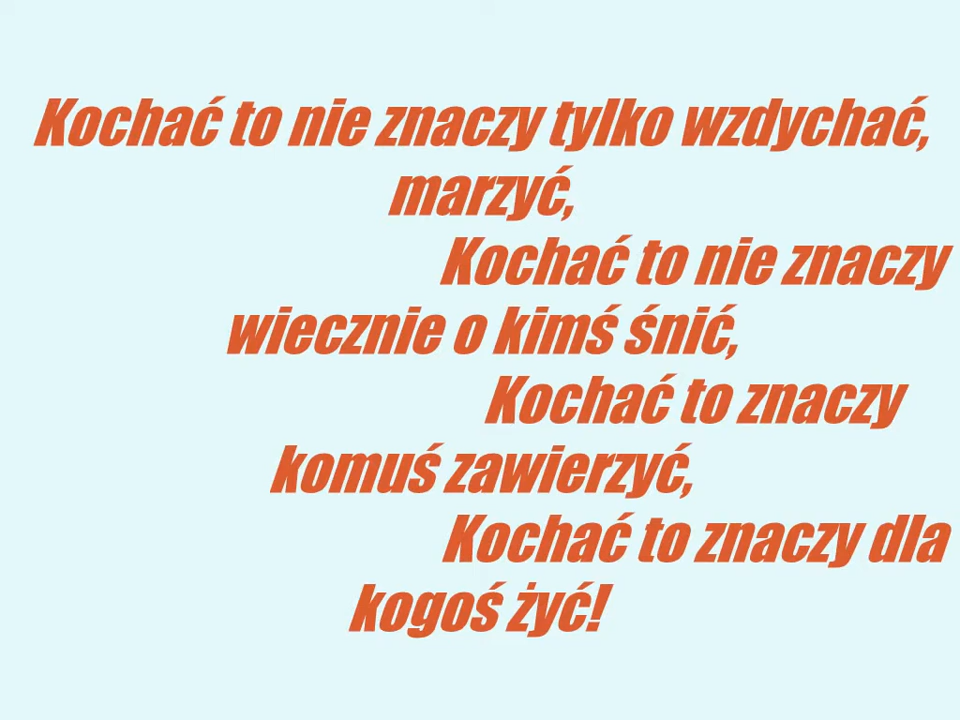 Kochać to nie znaczy tylko wzdychać,
marzyć,
Kochać to nie znaczy
wiecznie o kimś śnić,
Kochać to znaczy
komuś zawierzyć,
Kochać to znaczy dla
kogoś żyć!